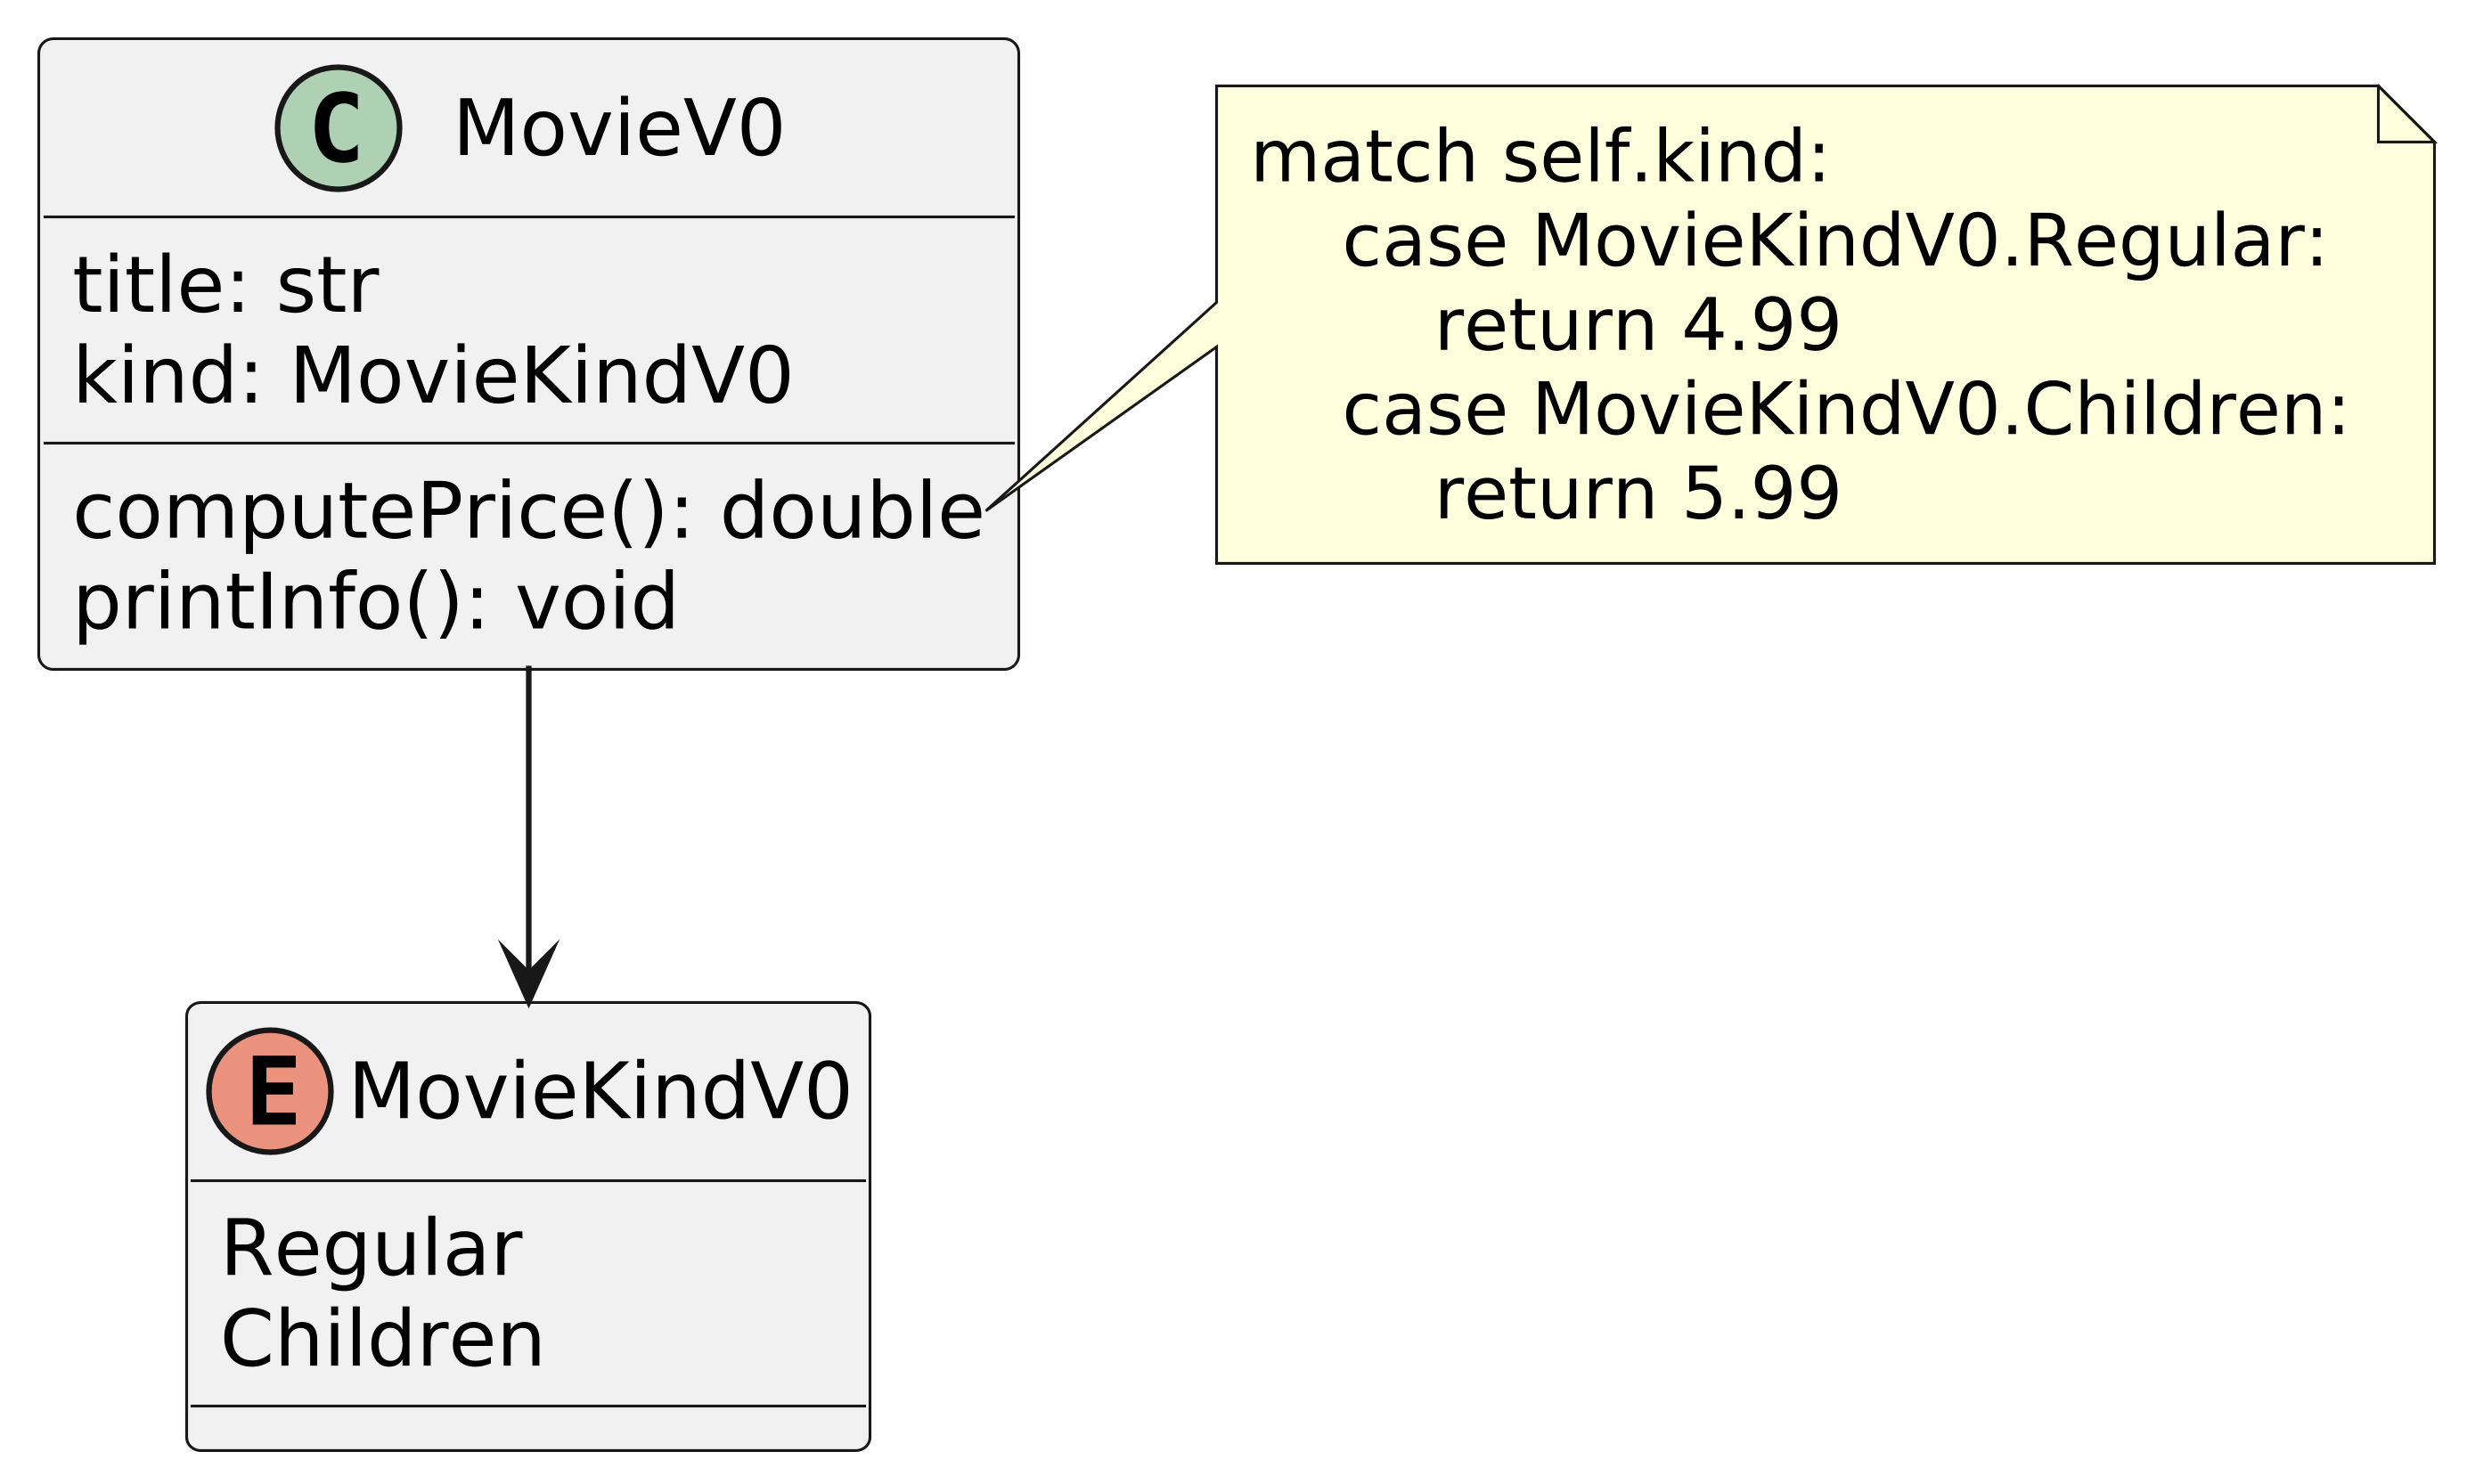 C MovieV0
title: str
kind: MovieKindV0
computePrice(): double
printInfo(): void
match self.kind:
    case MovieKindV0.Regular:
        return 4.99
    case MovieKindV0.Children:
        return 5.99
E MovieKindV0
Regular
Children